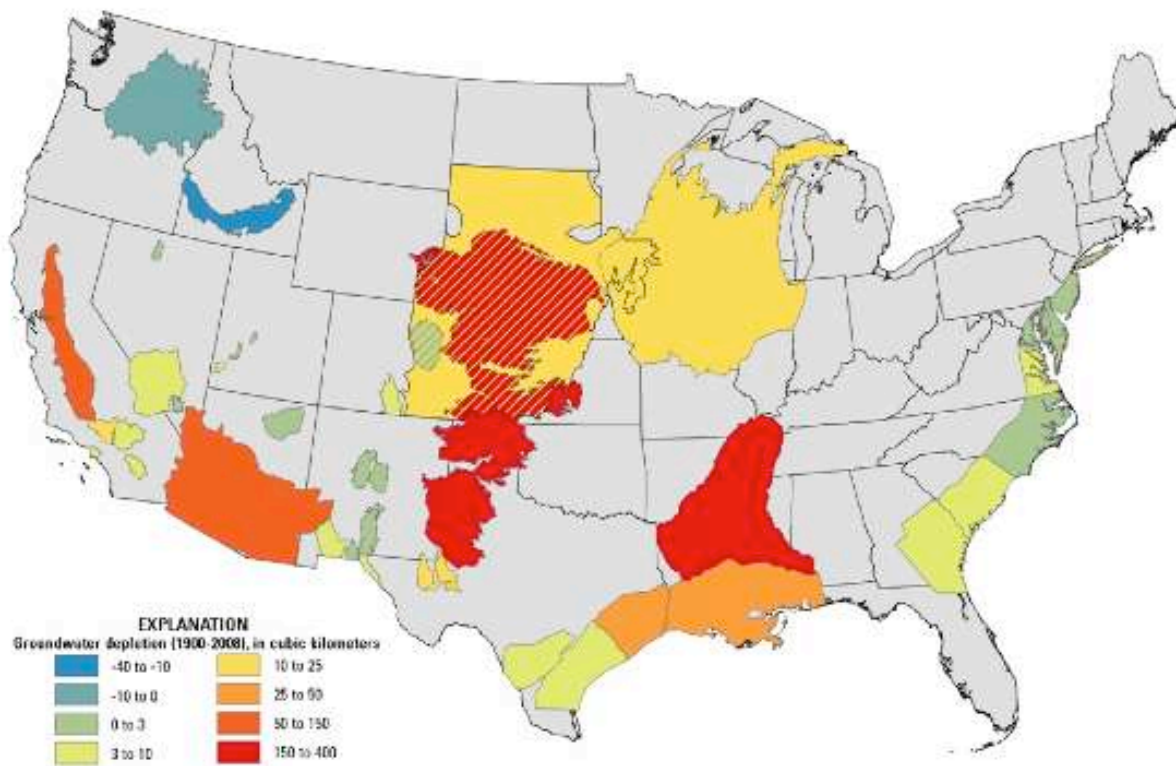 EXPLANATION
Groundwater depletion (1900-2008), in cubic kilometers
-40 to -10
-10 to 0
0 to 3
3 to 10
10 to 25
25 to 50
50 to 150
150 to 400